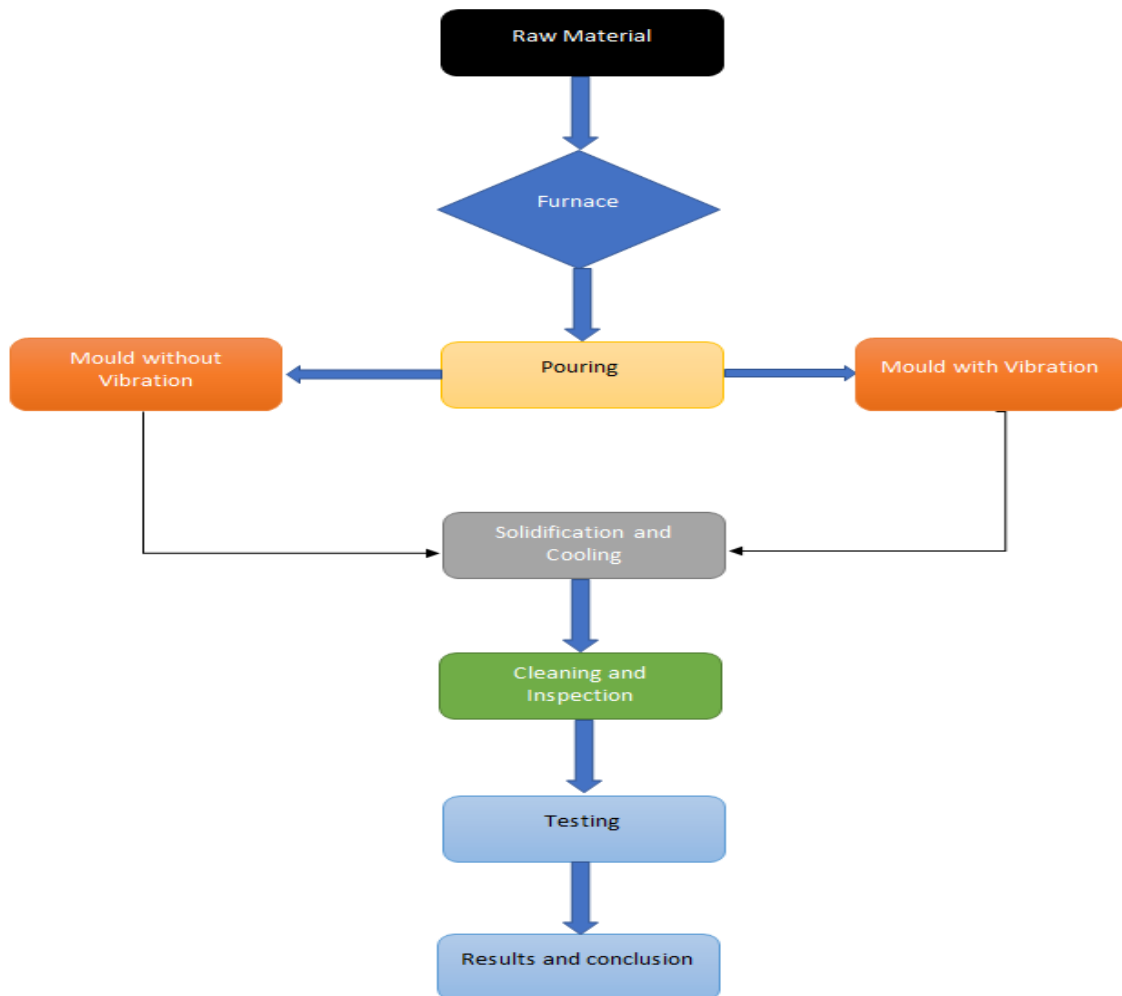 Raw Material
Furnace
Mould without
Vibration
Pouring
Mould with Vibration
Solidification and
Cooling
Cleaning and
Inspection
Testing
Results and conclusion